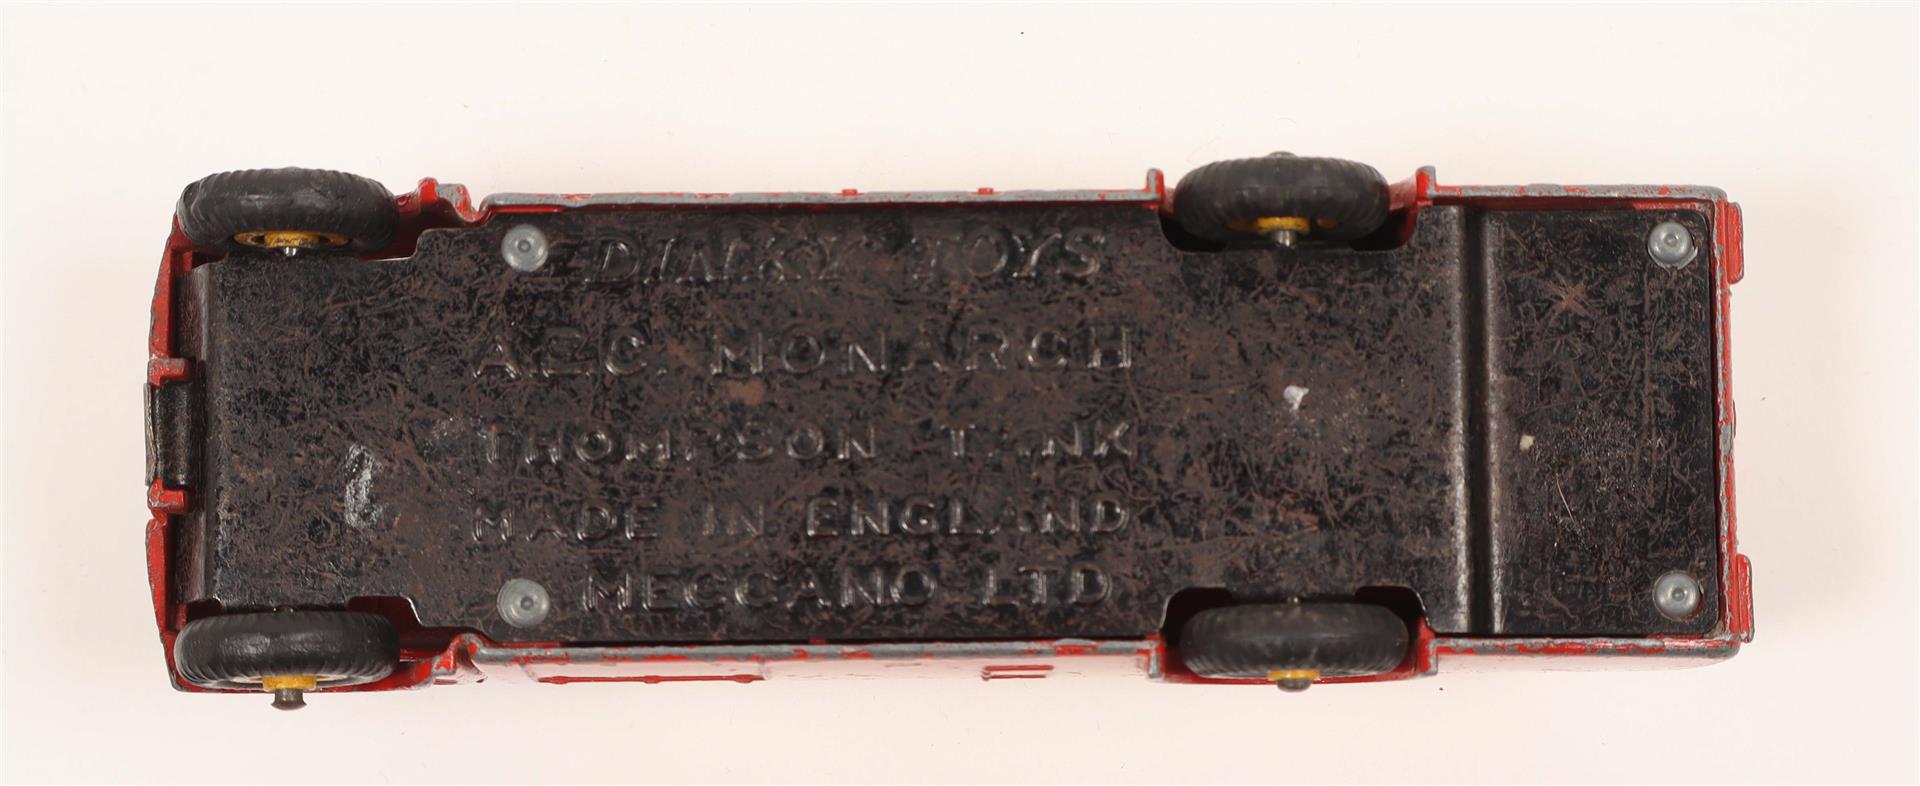 DINKY TOYS
A.E.C. MONARCH
THOMPSON TANK
MADE IN ENGLAND
MECCANO LTD